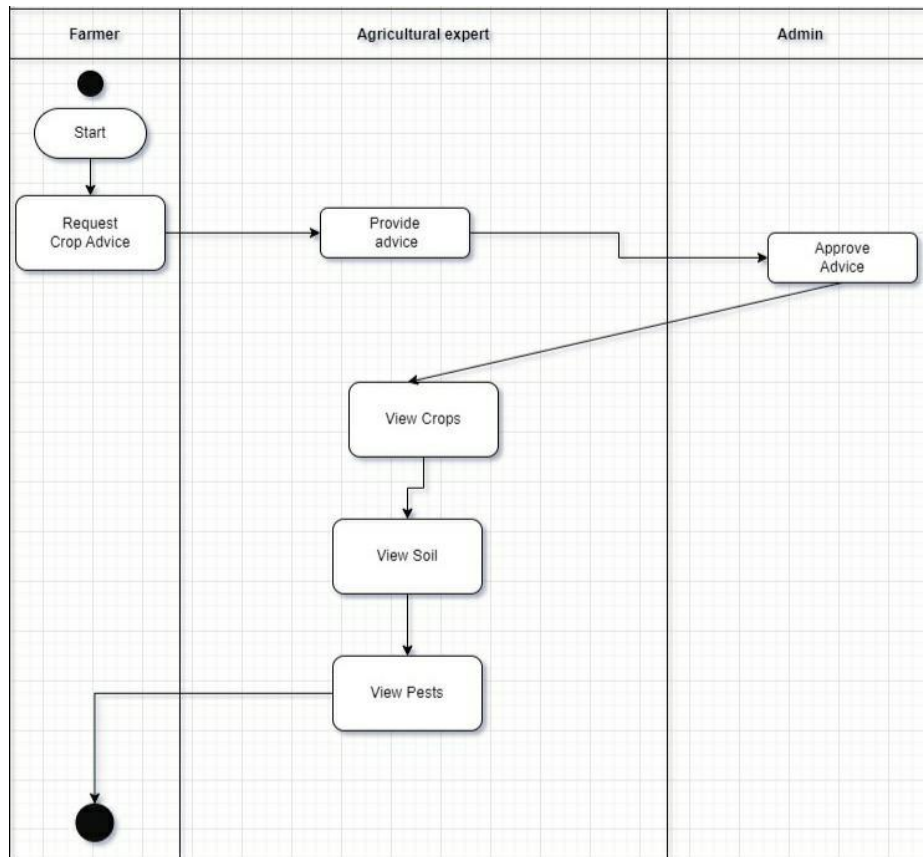 Farmer
Agricultural expert
Admin
Start
Request
Crop Advice
Provide
advice
Approve
Advice
View Crops
View Soil
View Pests